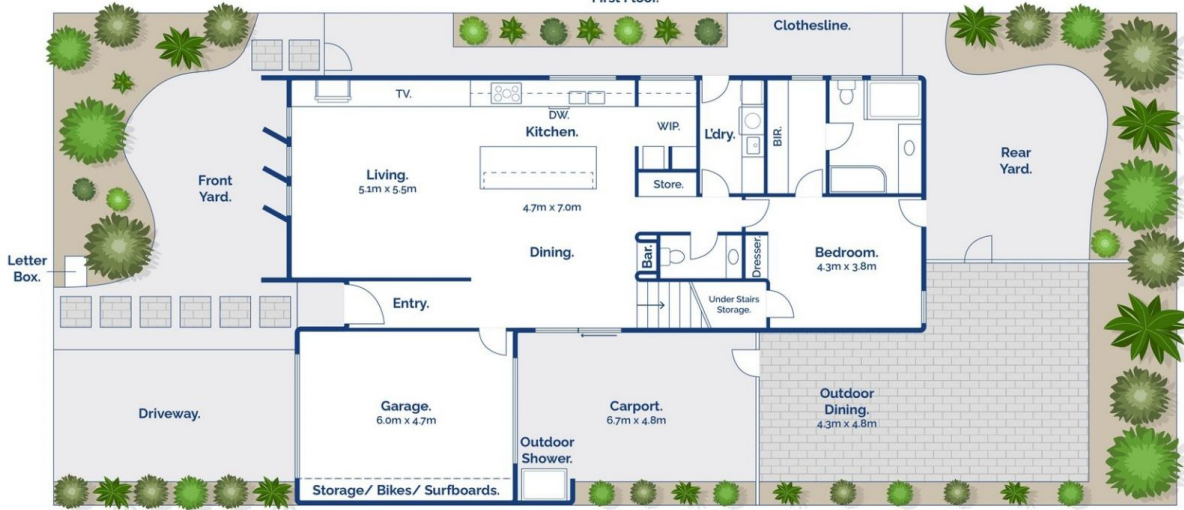 First Floor.
Clothesline.
TV.
DW.
Kitchen.
WIP.
L'dry.
BIR.
Living.
5.1m x 5.5m
Front
Yard.
Rear
Yard.
Store.
4.7m x 7.0m
Dining.
Bar.
Dresser.
Bedroom.
4.3m x 3.8m
Letter
Box.
Entry.
Under Stairs
Storage.
Driveway.
Garage.
6.0m x 4.7m
Carport.
6.7m x 4.8m
Outdoor
Dining.
4.3m x 4.8m
Outdoor
Shower.
Storage/ Bikes/ Surfboards.